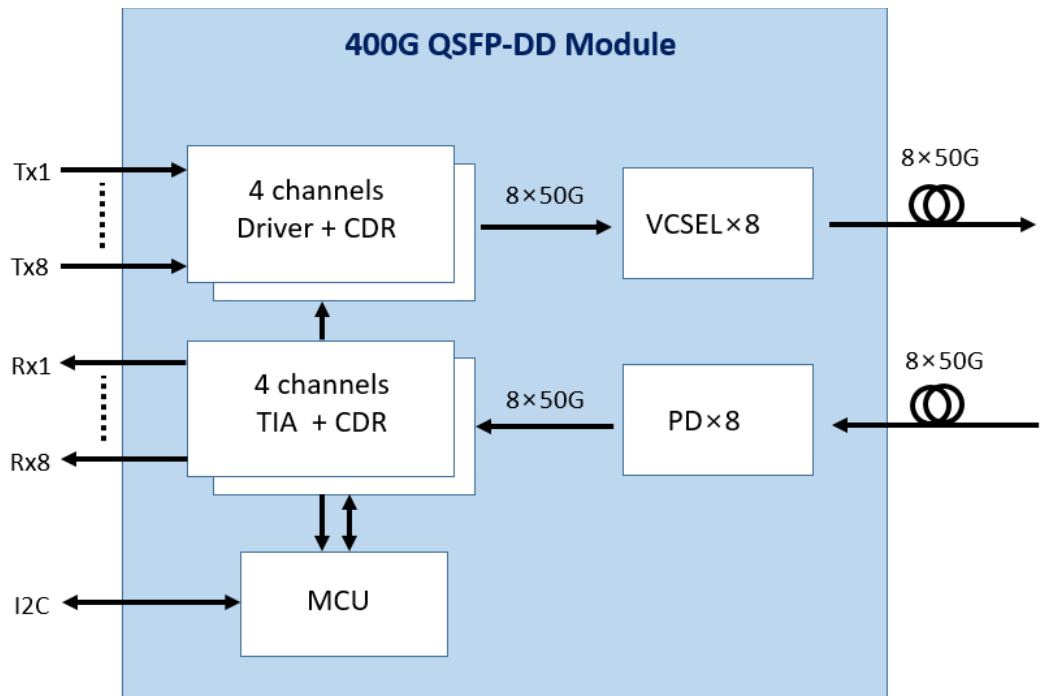 400G QSFP-DD Module
Tx1
Tx8
4 channels
Driver + CDR
8×50G
VCSEL×8
8×50G
Rx1
Rx8
4 channels
TIA + CDR
8×50G
PD×8
8×50G
I2C
MCU